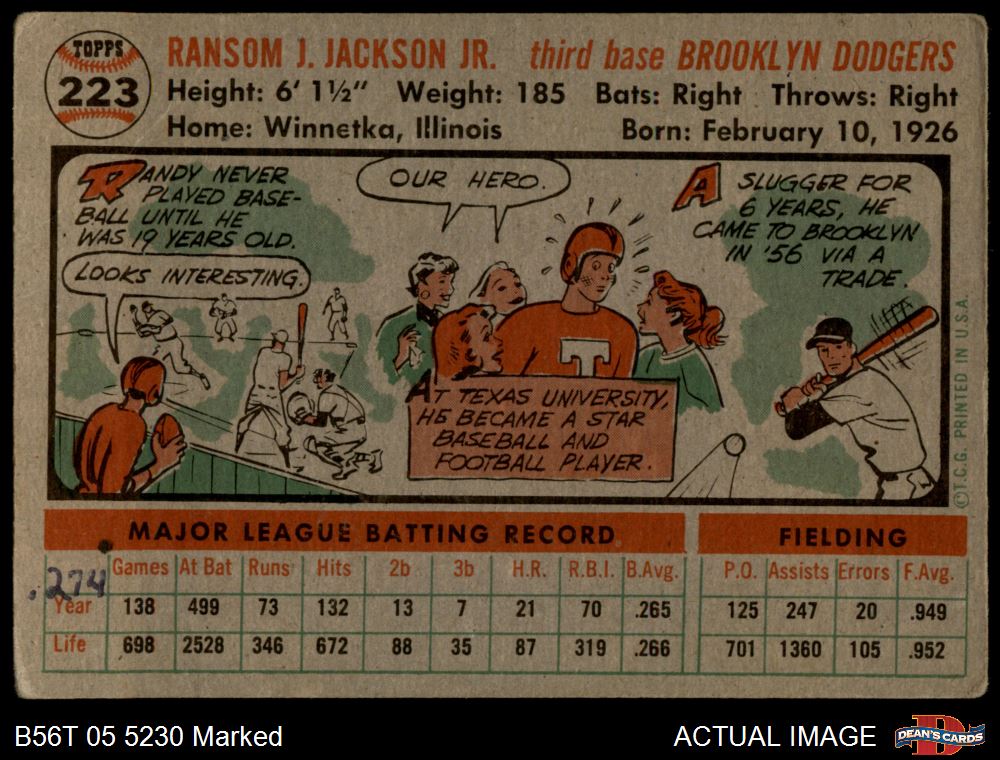 TOPPS
223
RANSOM J. JACKSON JR. third base BROOKLYN DODGERS
Height: 6' 1½" Weight: 185 Bats: Right Throws: Right
Home: Winnetka, Illinois Born: February 10, 1926
RANDY NEVER
PLAYED BASE-
BALL UNTIL HE
WAS 19 YEARS OLD.
LOOKS INTERESTING.
OUR HERO.
T
AT TEXAS UNIVERSITY,
HE BECAME A STAR
BASEBALL AND
FOOTBALL PLAYER.
A SLUGGER FOR
6 YEARS, HE
CAME TO BROOKLYN
IN '56 VIA A
TRADE.
©T.C.G. PRINTED IN U.S.A.
MAJOR LEAGUE BATTING RECORD FIELDING
Games At Bat Runs Hits 2b 3b H.R. R.B.I. B.Avg. P.O. Assists Errors F.Avg.
.274
Year 138 499 73 132 13 7 21 70 .265 125 247 20 .949
Life 698 2528 346 672 88 35 87 319 .266 701 1360 105 .952
B56T 05 5230 Marked ACTUAL IMAGE
DEAN'S CARDS